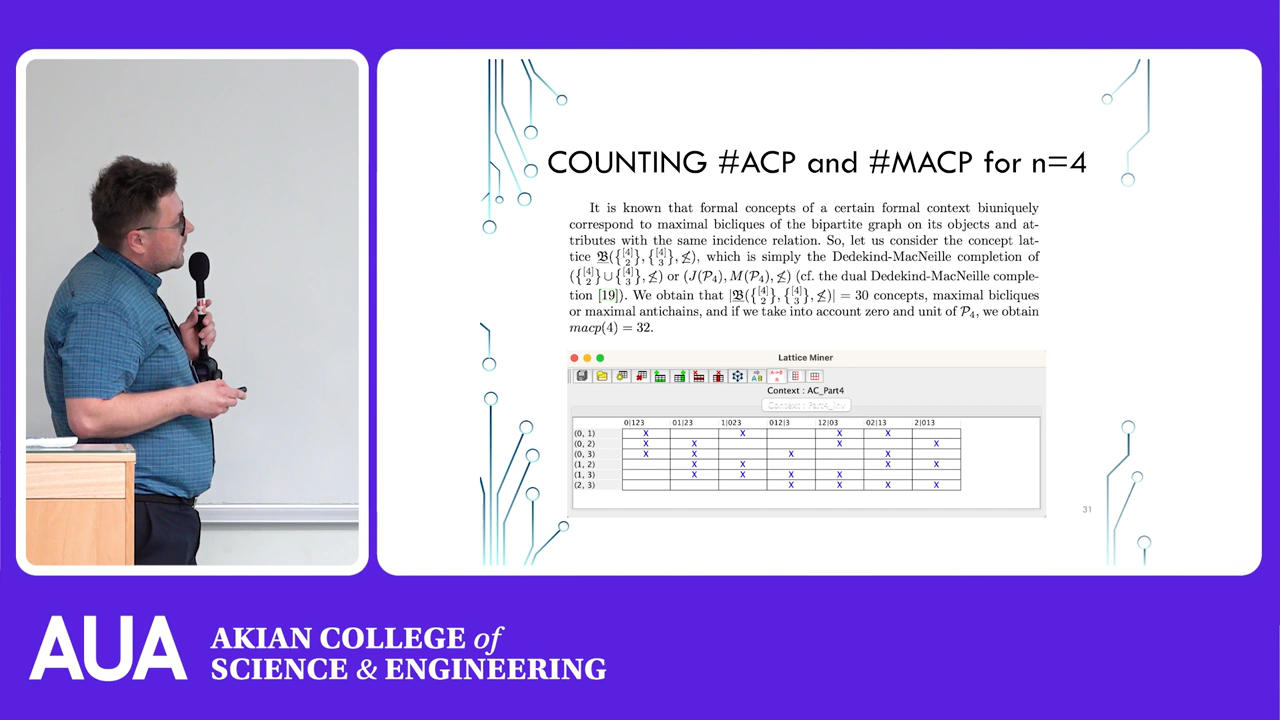 COUNTING #ACP and #MACP for n=4
It is known that formal concepts of a certain formal context biuniquely
correspond to maximal bicliques of the bipartite graph on its objects and at-
tributes with the same incidence relation. So, let us consider the concept lat-
tice 𝔅({[4] 2}, {[4] 3}, ≰), which is simply the Dedekind-MacNeille completion of
({[4] 2} ∪ {[4] 3}, ≰) or (J(𝒫₄), M(𝒫₄), ≰) (cf. the dual Dedekind-MacNeille comple-
tion [19]). We obtain that |𝔅({[4] 2}, {[4] 3}, ≰)| = 30 concepts, maximal bicliques
or maximal antichains, and if we take into account zero and unit of 𝒫₄, we obtain
macp(4) = 32.
Lattice Miner
Context : AC_Part4
Context : Part4_Inv
0|123 01|23 1|023 012|3 12|03 02|13 2|013
(0, 1) X X X X
(0, 2) X X X X
(0, 3) X X X X
(1, 2) X X X X
(1, 3) X X X X
(2, 3) X X X X
31
AUA
AKIAN COLLEGE of
SCIENCE & ENGINEERING